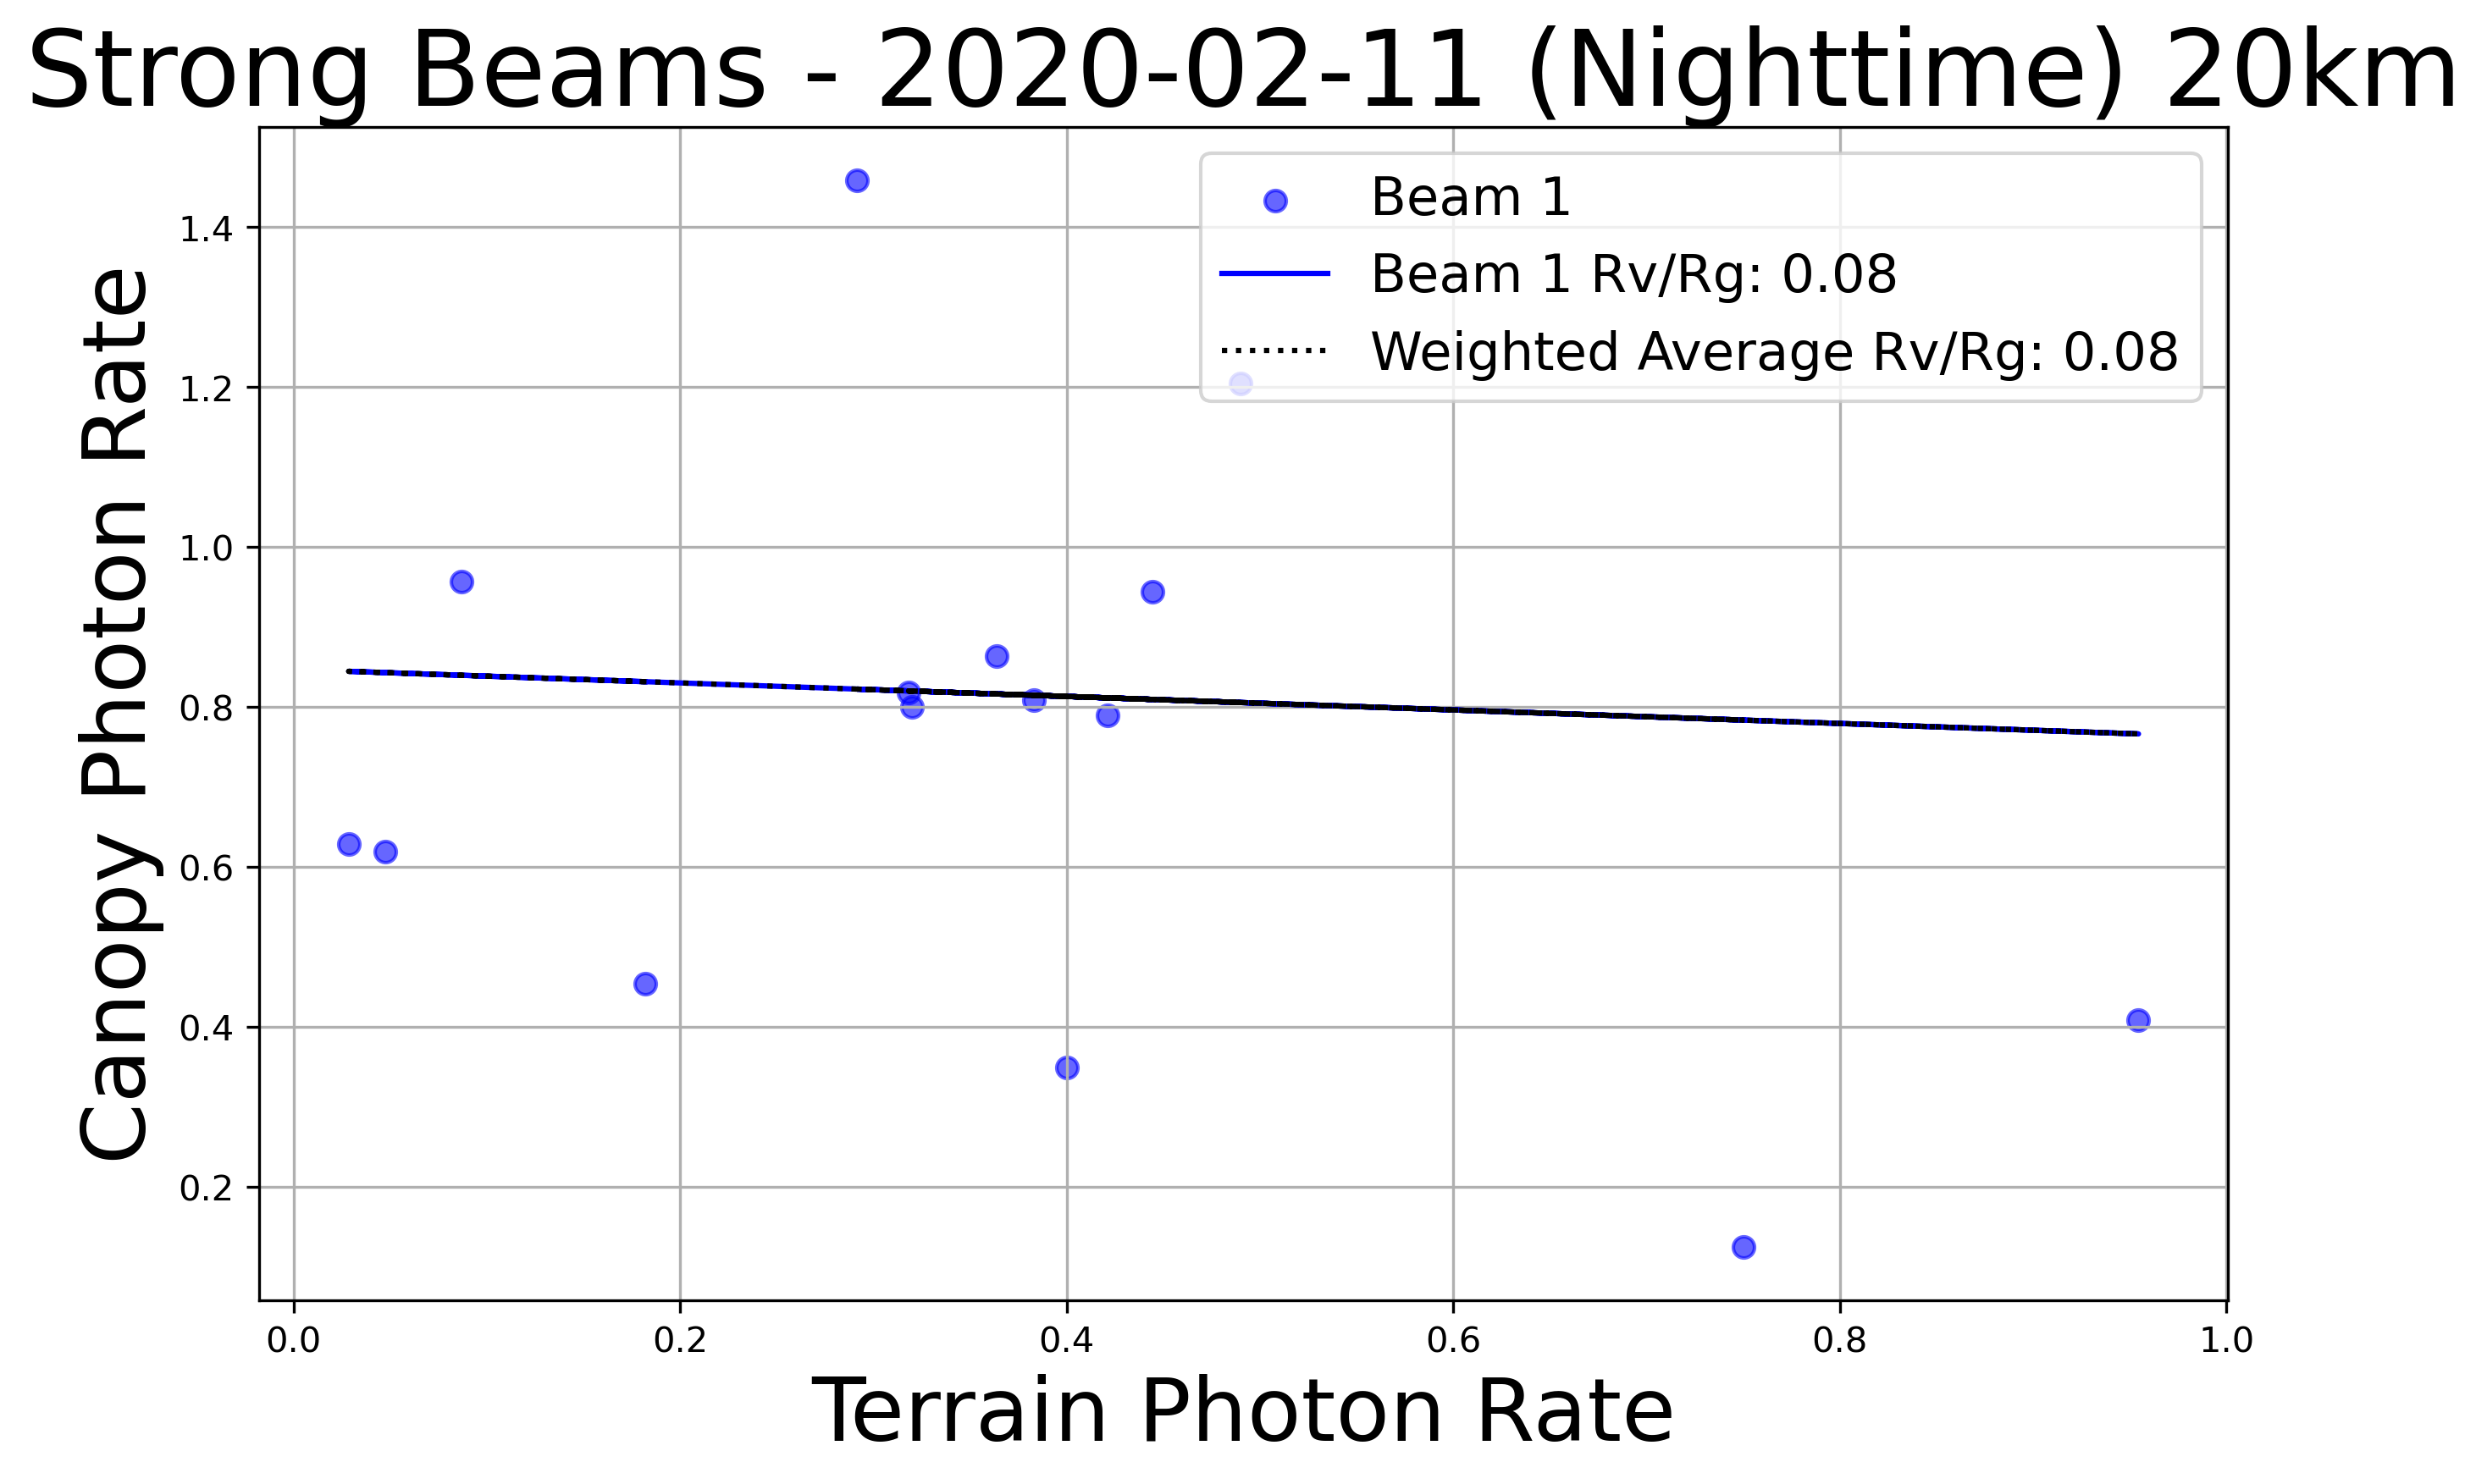 Strong Beams - 2020-02-11 (Nighttime) 20km
Beam 1
Beam 1 Rv/Rg: 0.08
Weighted Average Rv/Rg: 0.08
Canopy Photon Rate
1.4
1.2
1.0
0.8
0.6
0.4
0.2
0.0 0.2 0.4 0.6 0.8 1.0
Terrain Photon Rate